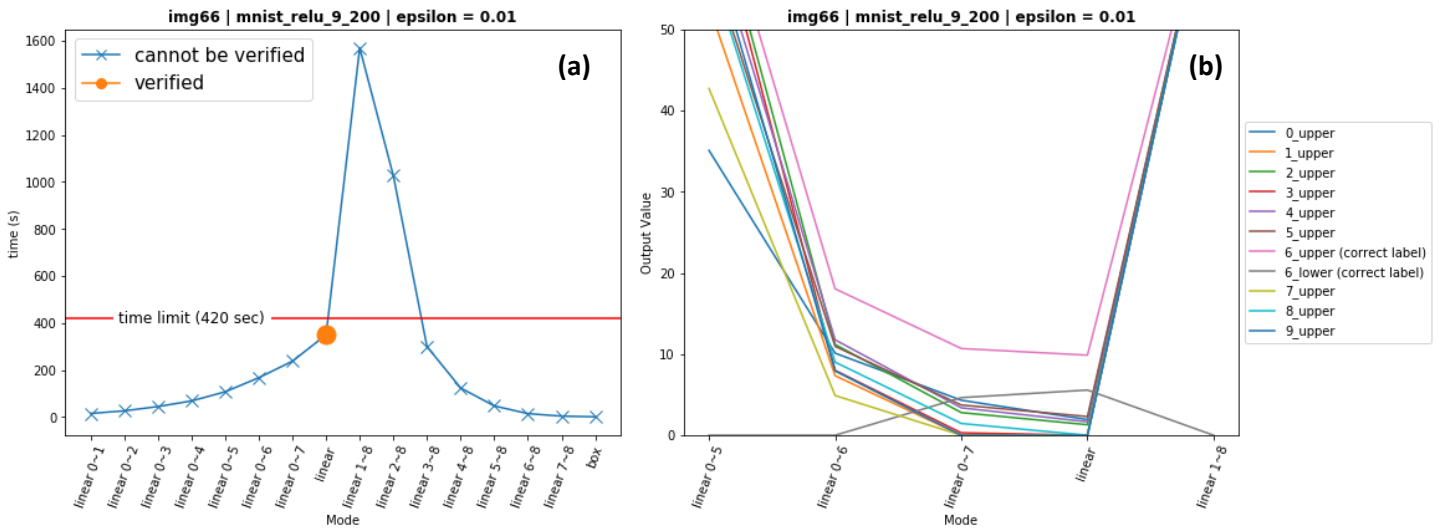 img66 | mnist_relu_9_200 | epsilon = 0.01
cannot be verified
verified
(a)
time limit (420 sec)
time (s)
1600
1400
1200
1000
800
600
400
200
0
linear 0~1
linear 0~2
linear 0~3
linear 0~4
linear 0~5
linear 0~6
linear 0~7
linear
linear 1~8
linear 2~8
linear 3~8
linear 4~8
linear 5~8
linear 6~8
linear 7~8
box
Mode
img66 | mnist_relu_9_200 | epsilon = 0.01
(b)
Output Value
50
40
30
20
10
0
linear 0~5
linear 0~6
linear 0~7
linear
linear 1~8
Mode
0_upper
1_upper
2_upper
3_upper
4_upper
5_upper
6_upper (correct label)
6_lower (correct label)
7_upper
8_upper
9_upper